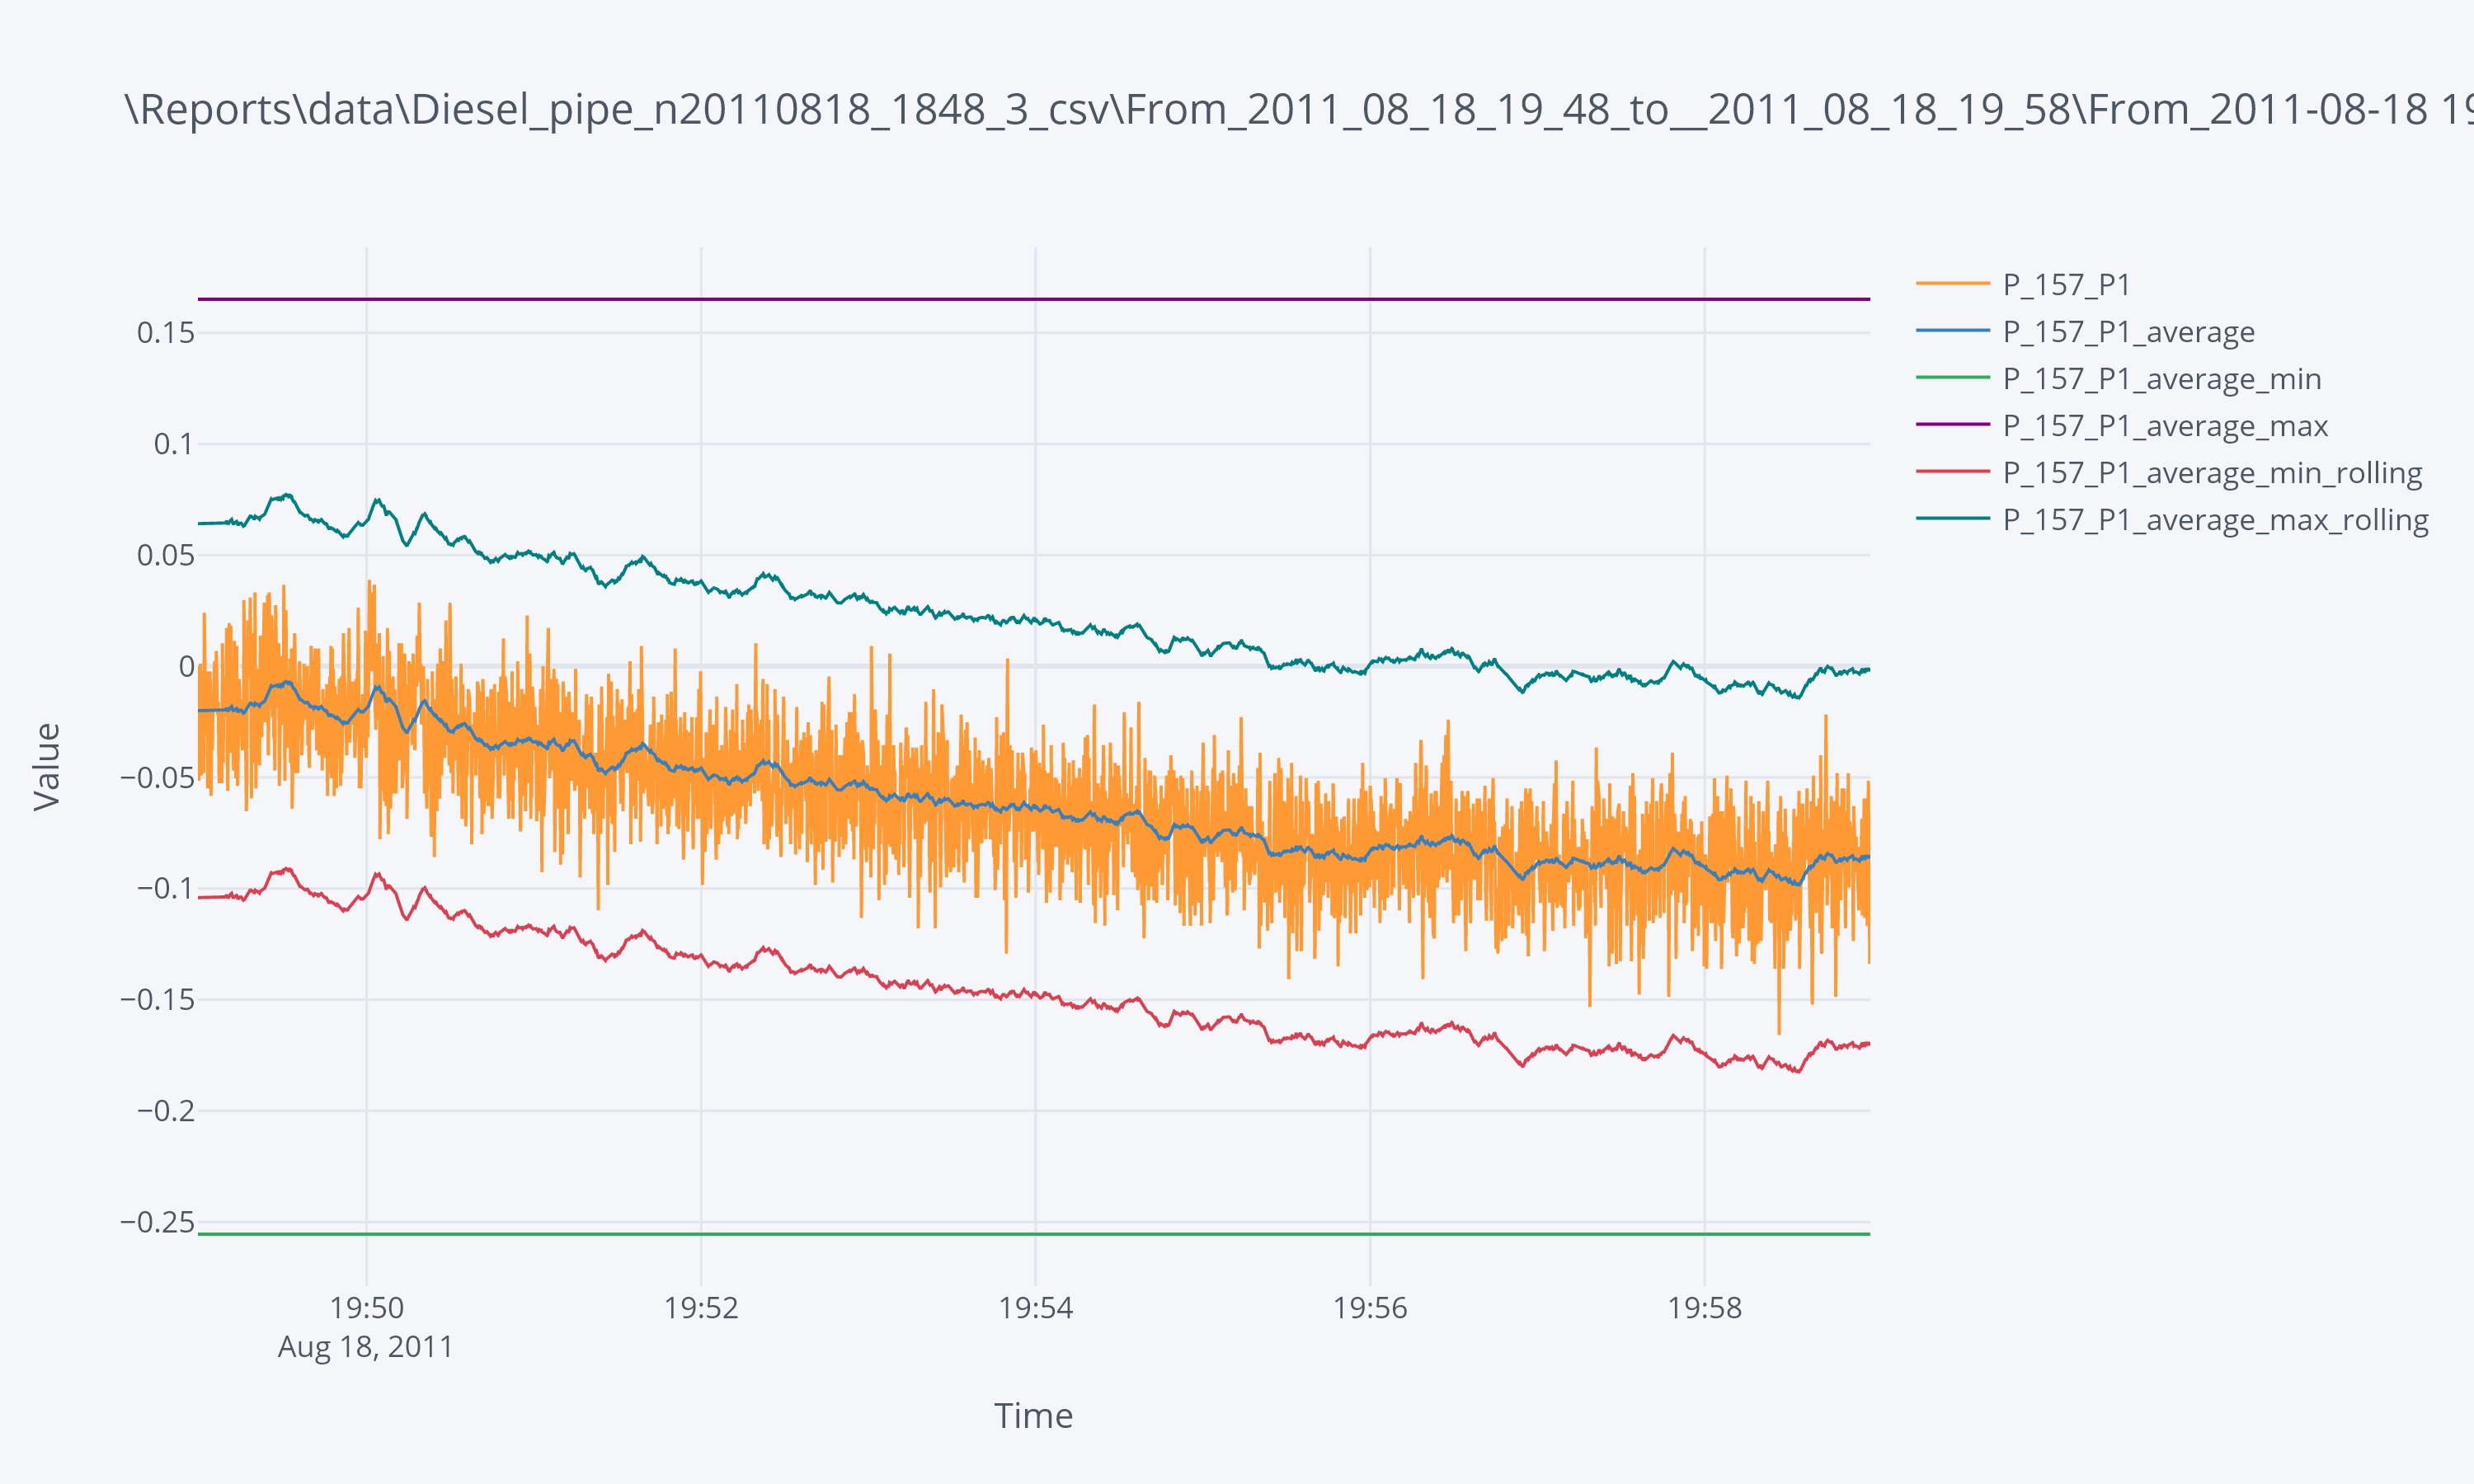 \Reports\data\Diesel_pipe_n20110818_1848_3_csv\From_2011_08_18_19_48_to__2011_08_18_19_58\From_2011-08-18 19
Value
0.15
0.1
0.05
0
−0.05
−0.1
−0.15
−0.2
−0.25
P_157_P1
P_157_P1_average
P_157_P1_average_min
P_157_P1_average_max
P_157_P1_average_min_rolling
P_157_P1_average_max_rolling
19:50 19:52 19:54 19:56 19:58
Aug 18, 2011
Time